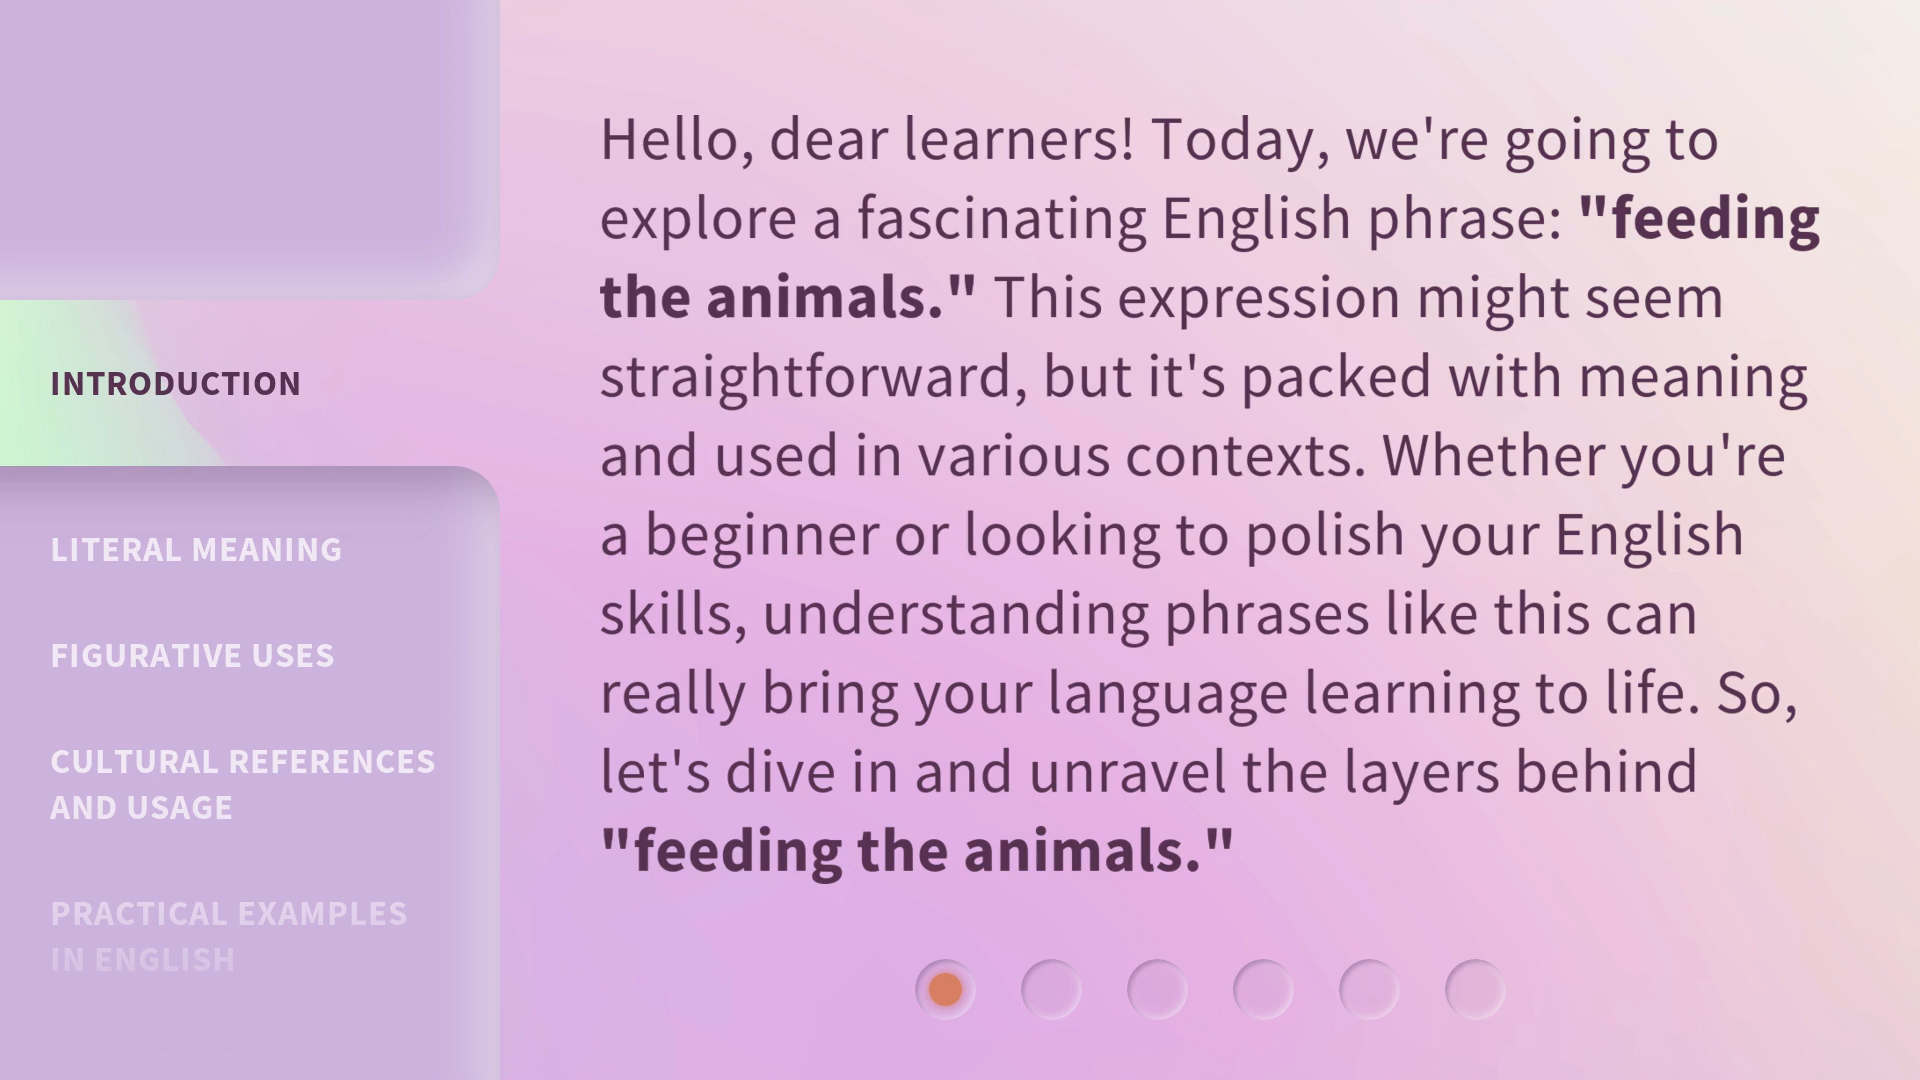 INTRODUCTION
LITERAL MEANING
FIGURATIVE USES
CULTURAL REFERENCES
AND USAGE
PRACTICAL EXAMPLES
IN ENGLISH
Hello, dear learners! Today, we're going to
explore a fascinating English phrase: "feeding
the animals." This expression might seem
straightforward, but it's packed with meaning
and used in various contexts. Whether you're
a beginner or looking to polish your English
skills, understanding phrases like this can
really bring your language learning to life. So,
let's dive in and unravel the layers behind
"feeding the animals."